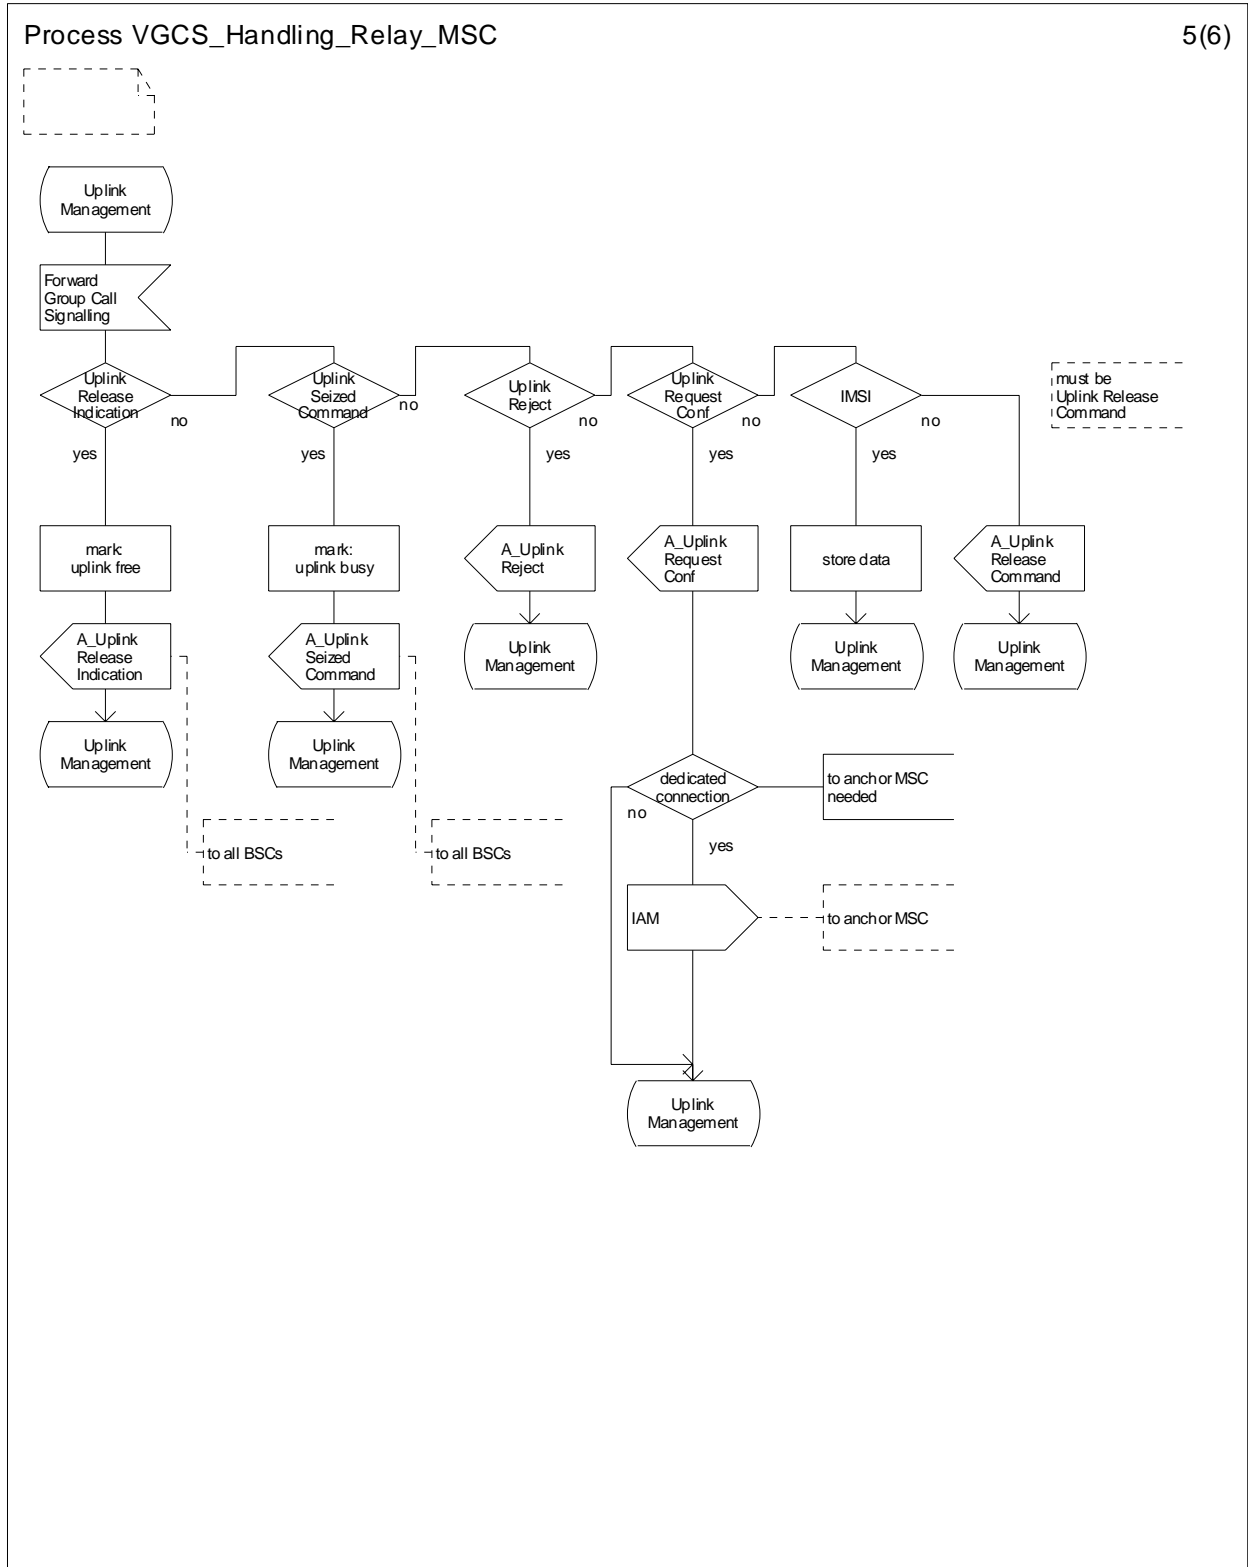 Process VGCS_Handling_Relay_MSC
5(6)
Uplink
Management
Forward
Group Call
Signalling
Uplink
Release
Indication
no
yes
mark:
uplink free
A_Uplink
Release
Indication
Uplink
Management
to all BSCs
Uplink
Seized
Command
no
yes
mark:
uplink busy
A_Uplink
Seized
Command
Uplink
Management
to all BSCs
Uplink
Reject
no
yes
A_Uplink
Reject
Uplink
Management
Uplink
Request
Conf
no
yes
A_Uplink
Request
Conf
dedicated
connection
no
yes
to anchor MSC
needed
IAM
to anchor MSC
Uplink
Management
IMSI
no
yes
store data
Uplink
Management
must be
Uplink Release
Command
A_Uplink
Release
Command
Uplink
Management